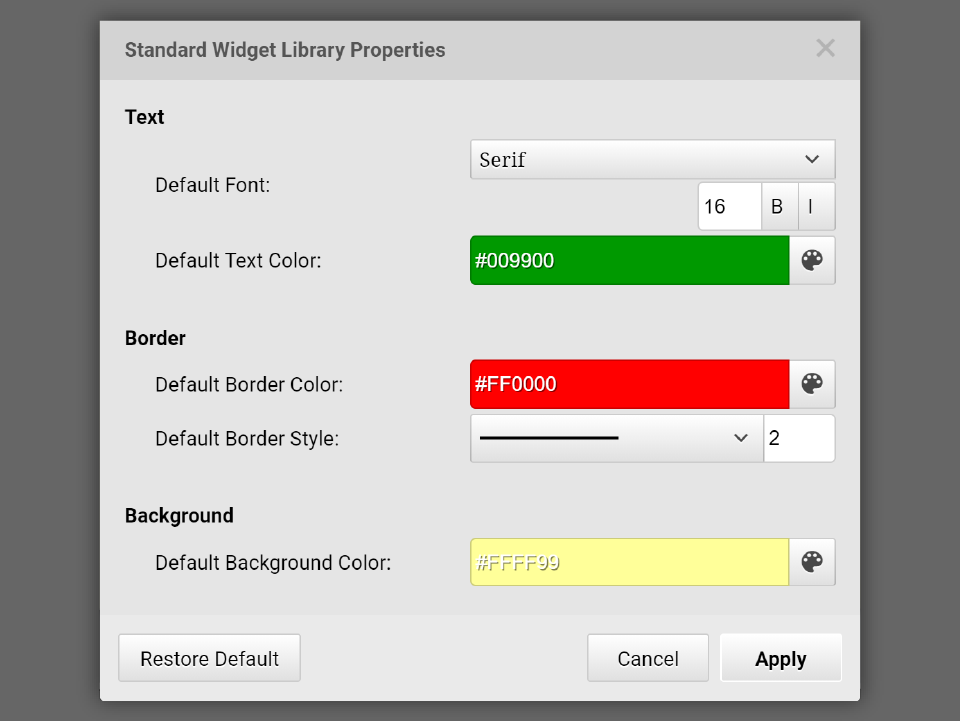 Standard Widget Library Properties
Text
Default Font:
Serif
16 B I
Default Text Color:
#009900
Border
Default Border Color:
#FF0000
Default Border Style:
2
Background
Default Background Color:
#FFFF99
Restore Default
Cancel
Apply